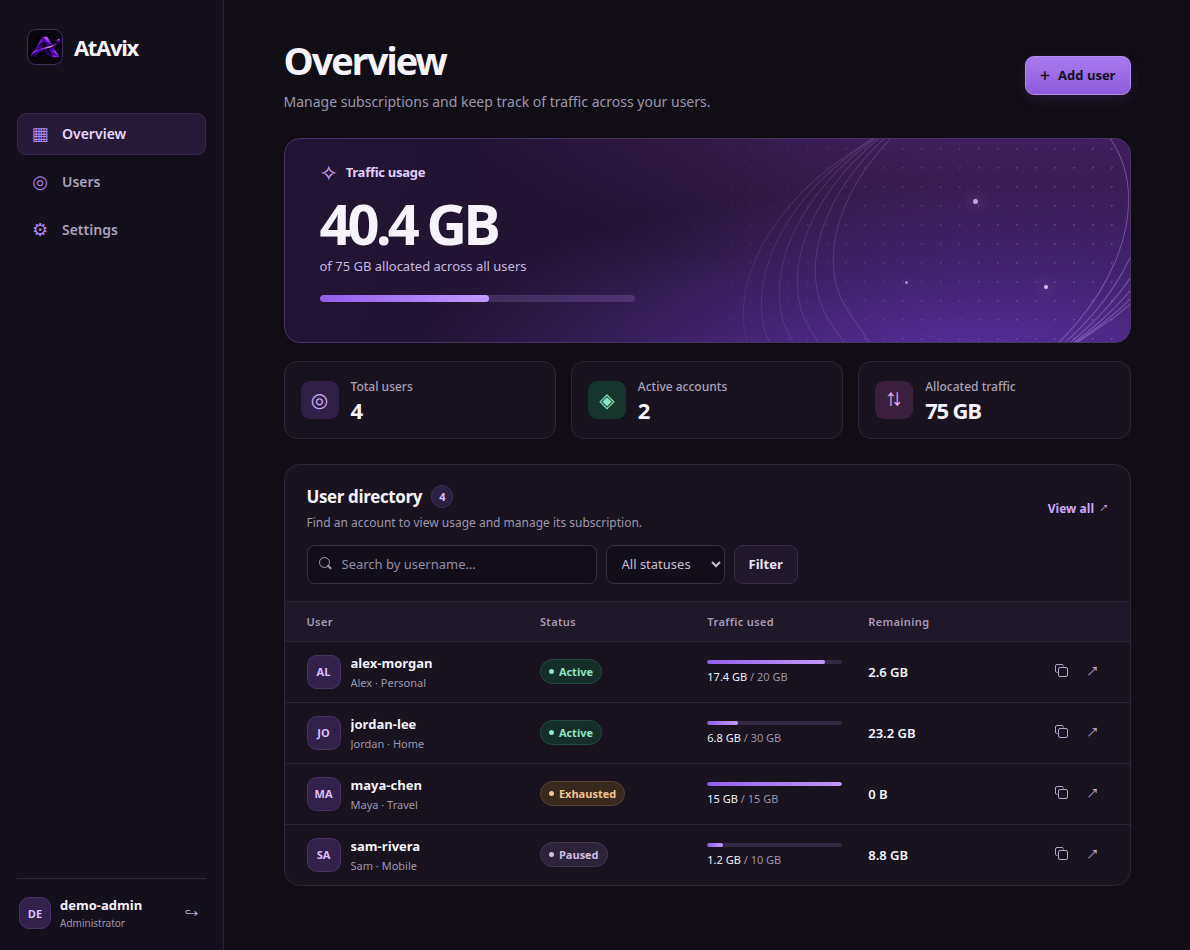 AtAvix
Overview
Users
Settings
DE
demo-admin
Administrator
Overview
Manage subscriptions and keep track of traffic across your users.
+ Add user
Traffic usage
40.4 GB
of 75 GB allocated across all users
Total users
4
Active accounts
2
Allocated traffic
75 GB
User directory 4
Find an account to view usage and manage its subscription.
View all ↗
Search by username...
All statuses
Filter
User Status Traffic used Remaining
AL
alex-morgan
Alex · Personal
Active
17.4 GB / 20 GB
2.6 GB
JO
jordan-lee
Jordan · Home
Active
6.8 GB / 30 GB
23.2 GB
MA
maya-chen
Maya · Travel
Exhausted
15 GB / 15 GB
0 B
SA
sam-rivera
Sam · Mobile
Paused
1.2 GB / 10 GB
8.8 GB